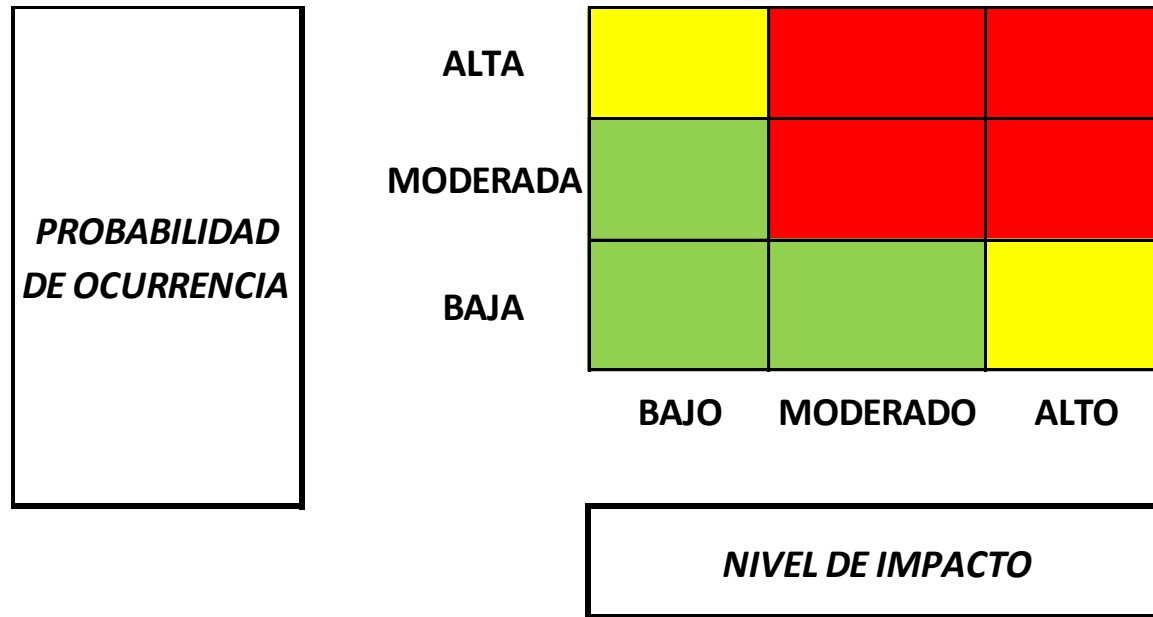 ALTA
MODERADA
PROBABILIDAD
DE OCURRENCIA
BAJA
BAJO MODERADO ALTO
NIVEL DE IMPACTO